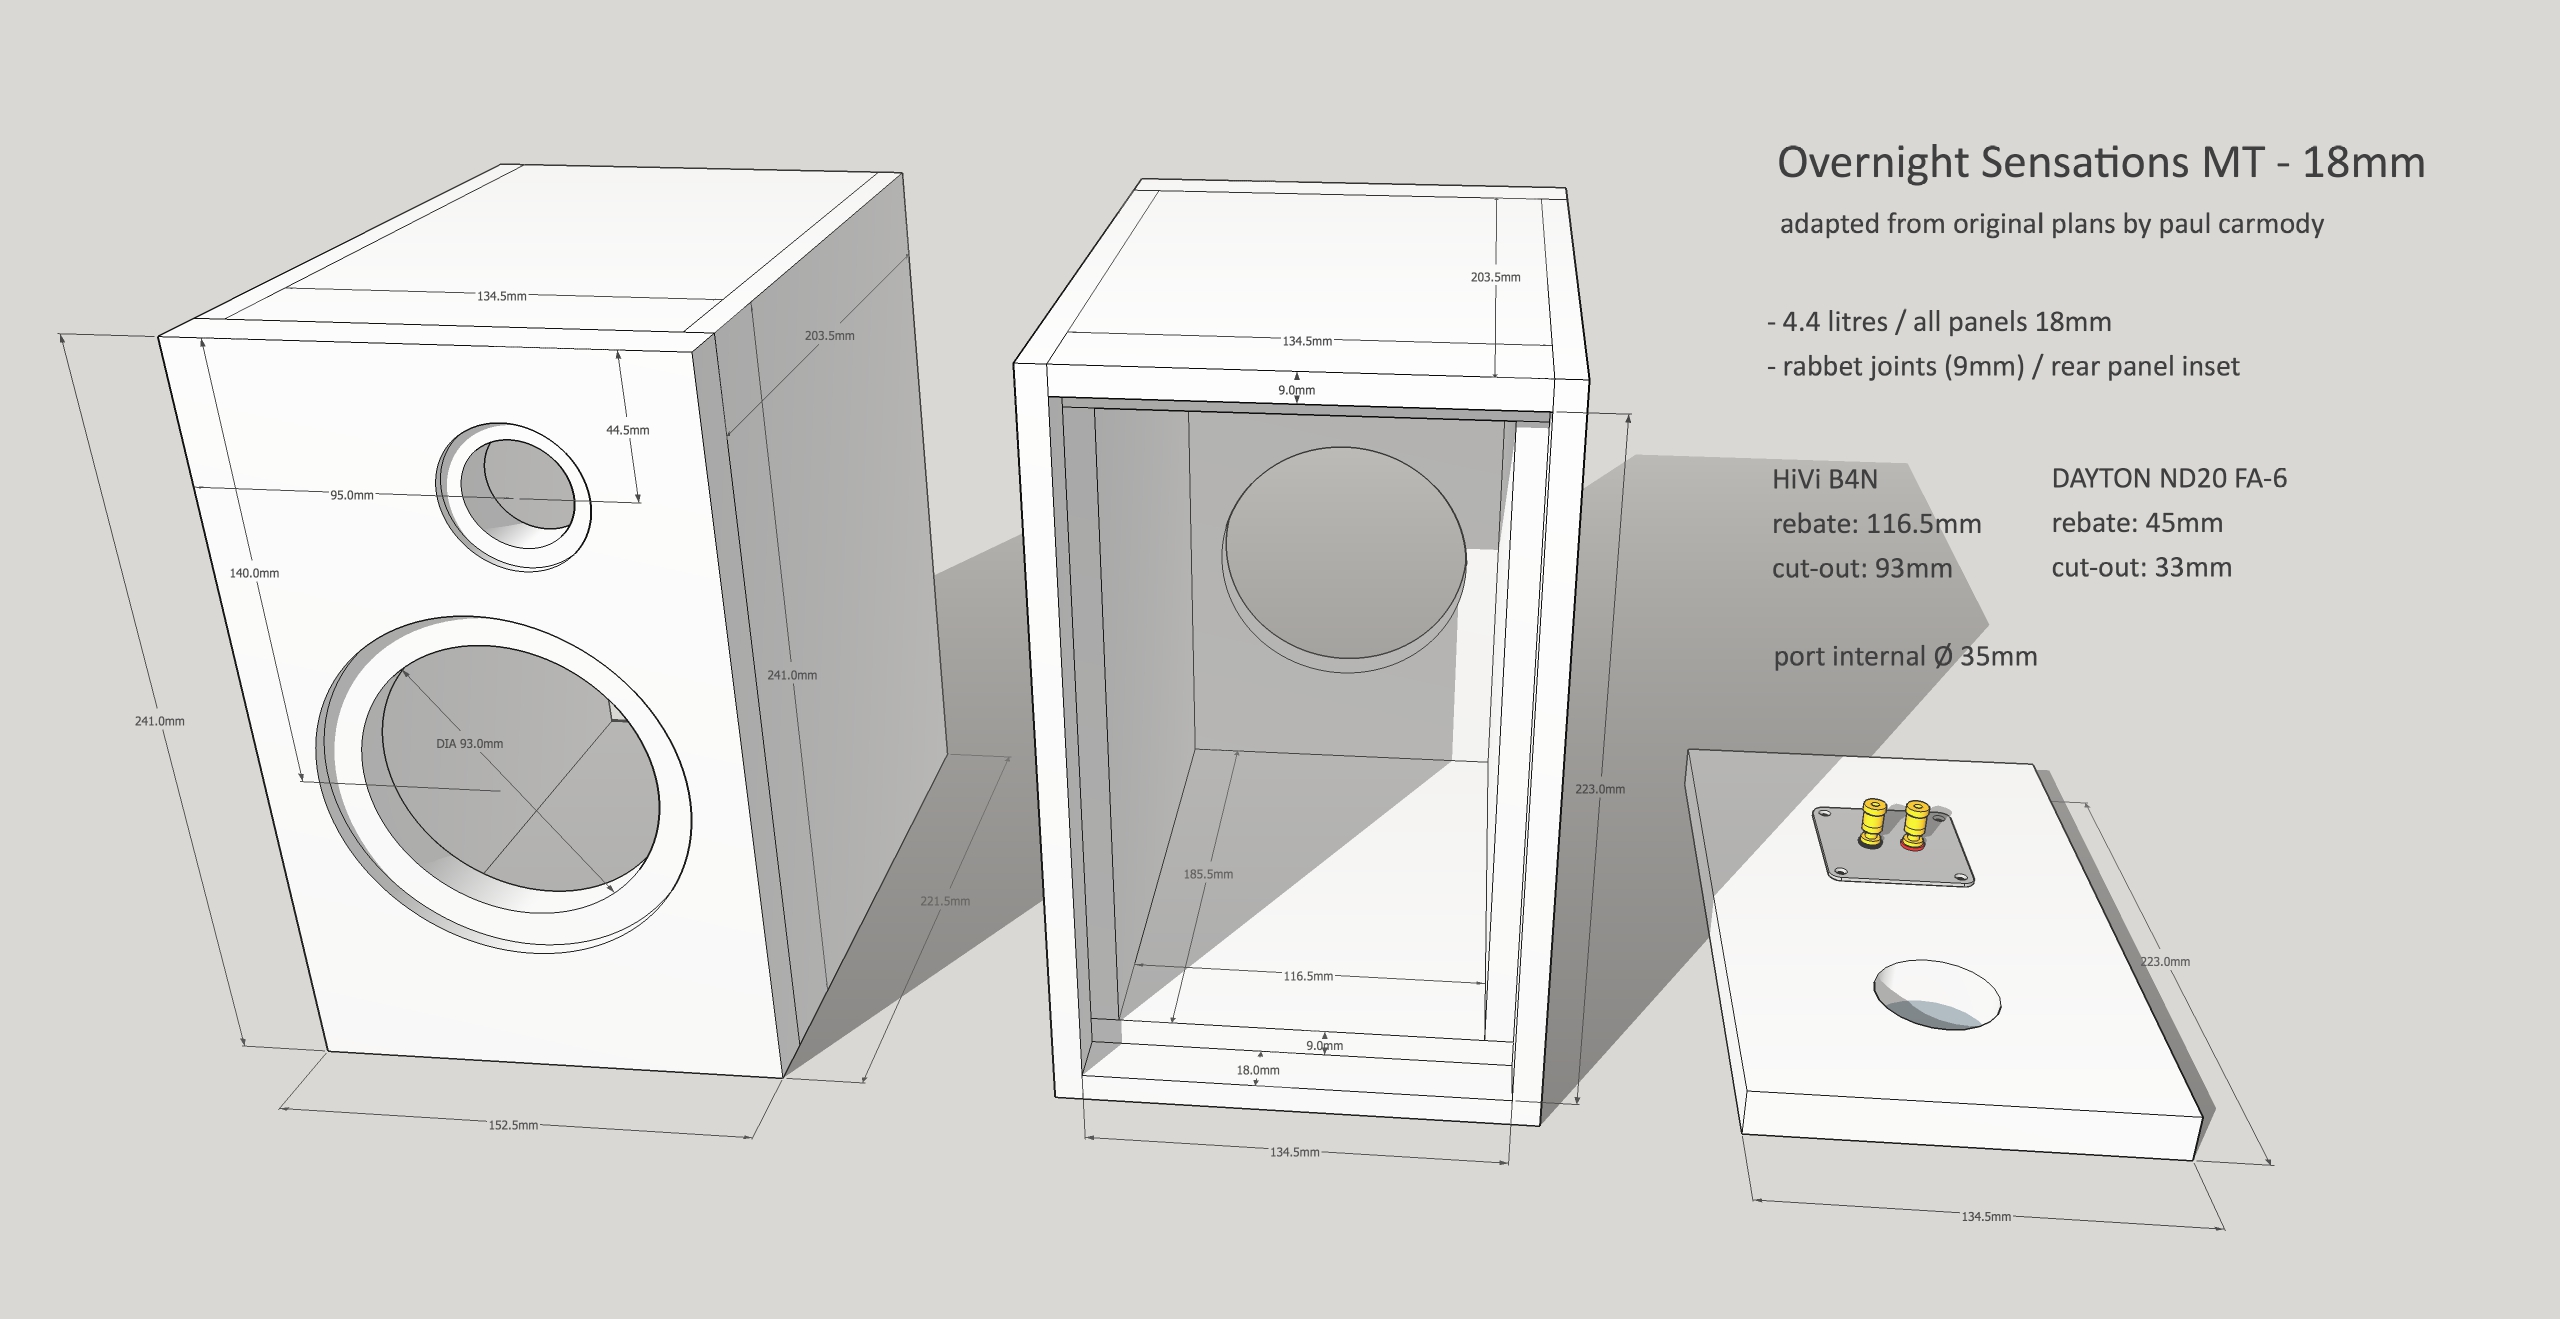 Overnight Sensations MT - 18mm
adapted from original plans by paul carmody
- 4.4 litres / all panels 18mm
- rabbet joints (9mm) / rear panel inset
HiVi B4N
rebate: 116.5mm
cut-out: 93mm
DAYTON ND20 FA-6
rebate: 45mm
cut-out: 33mm
port internal Ø 35mm
134.5mm
203.5mm
44.5mm
95.0mm
140.0mm
241.0mm
241.0mm
DIA 93.0mm
221.5mm
152.5mm
203.5mm
134.5mm
9.0mm
223.0mm
185.5mm
116.5mm
9.0mm
18.0mm
134.5mm
223.0mm
134.5mm